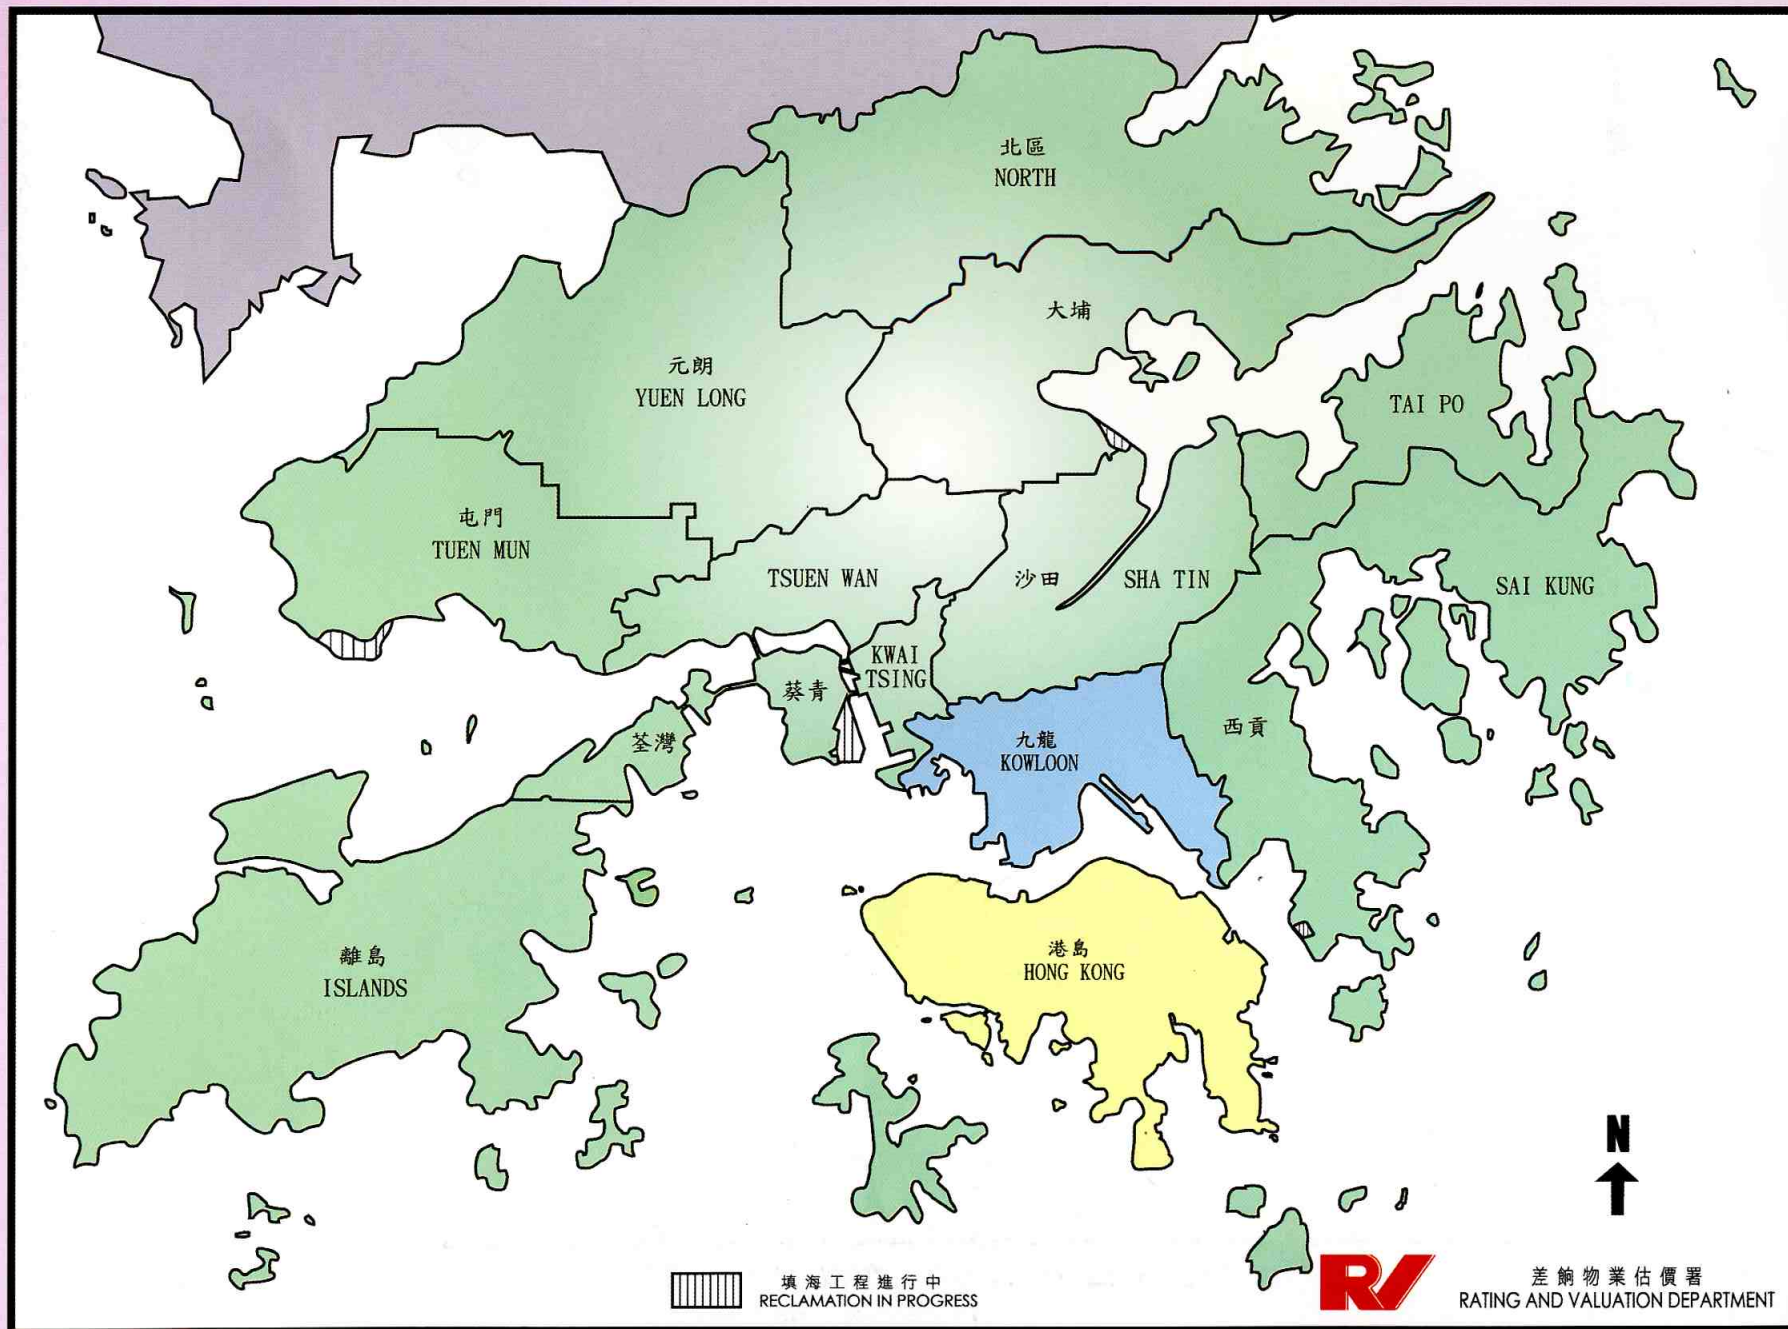 北區
NORTH
大埔
元朗
YUEN LONG
TAI PO
屯門
TUEN MUN
TSUEN WAN
沙田
SHA TIN
SAI KUNG
KWAI
TSING
葵青
荃灣
西貢
九龍
KOWLOON
港島
HONG KONG
離島
ISLANDS
N
填海工程進行中
RECLAMATION IN PROGRESS
RV
差餉物業估價署
RATING AND VALUATION DEPARTMENT